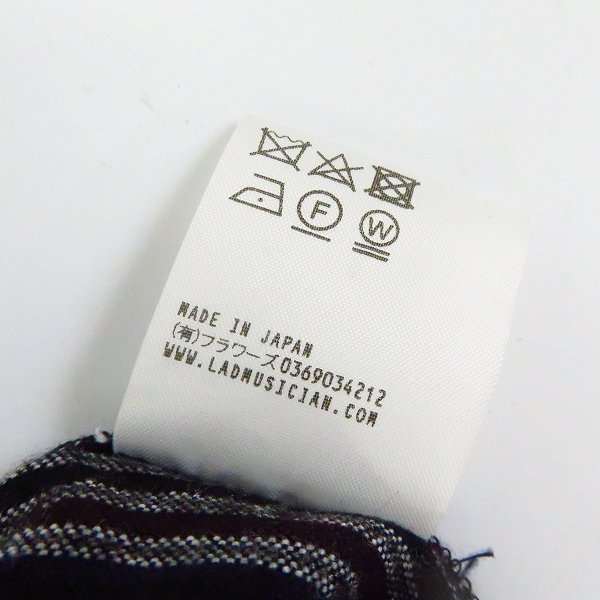 F W
MADE IN JAPAN
(有)フラワーズ0369034212
WWW.LADMUSICIAN.COM